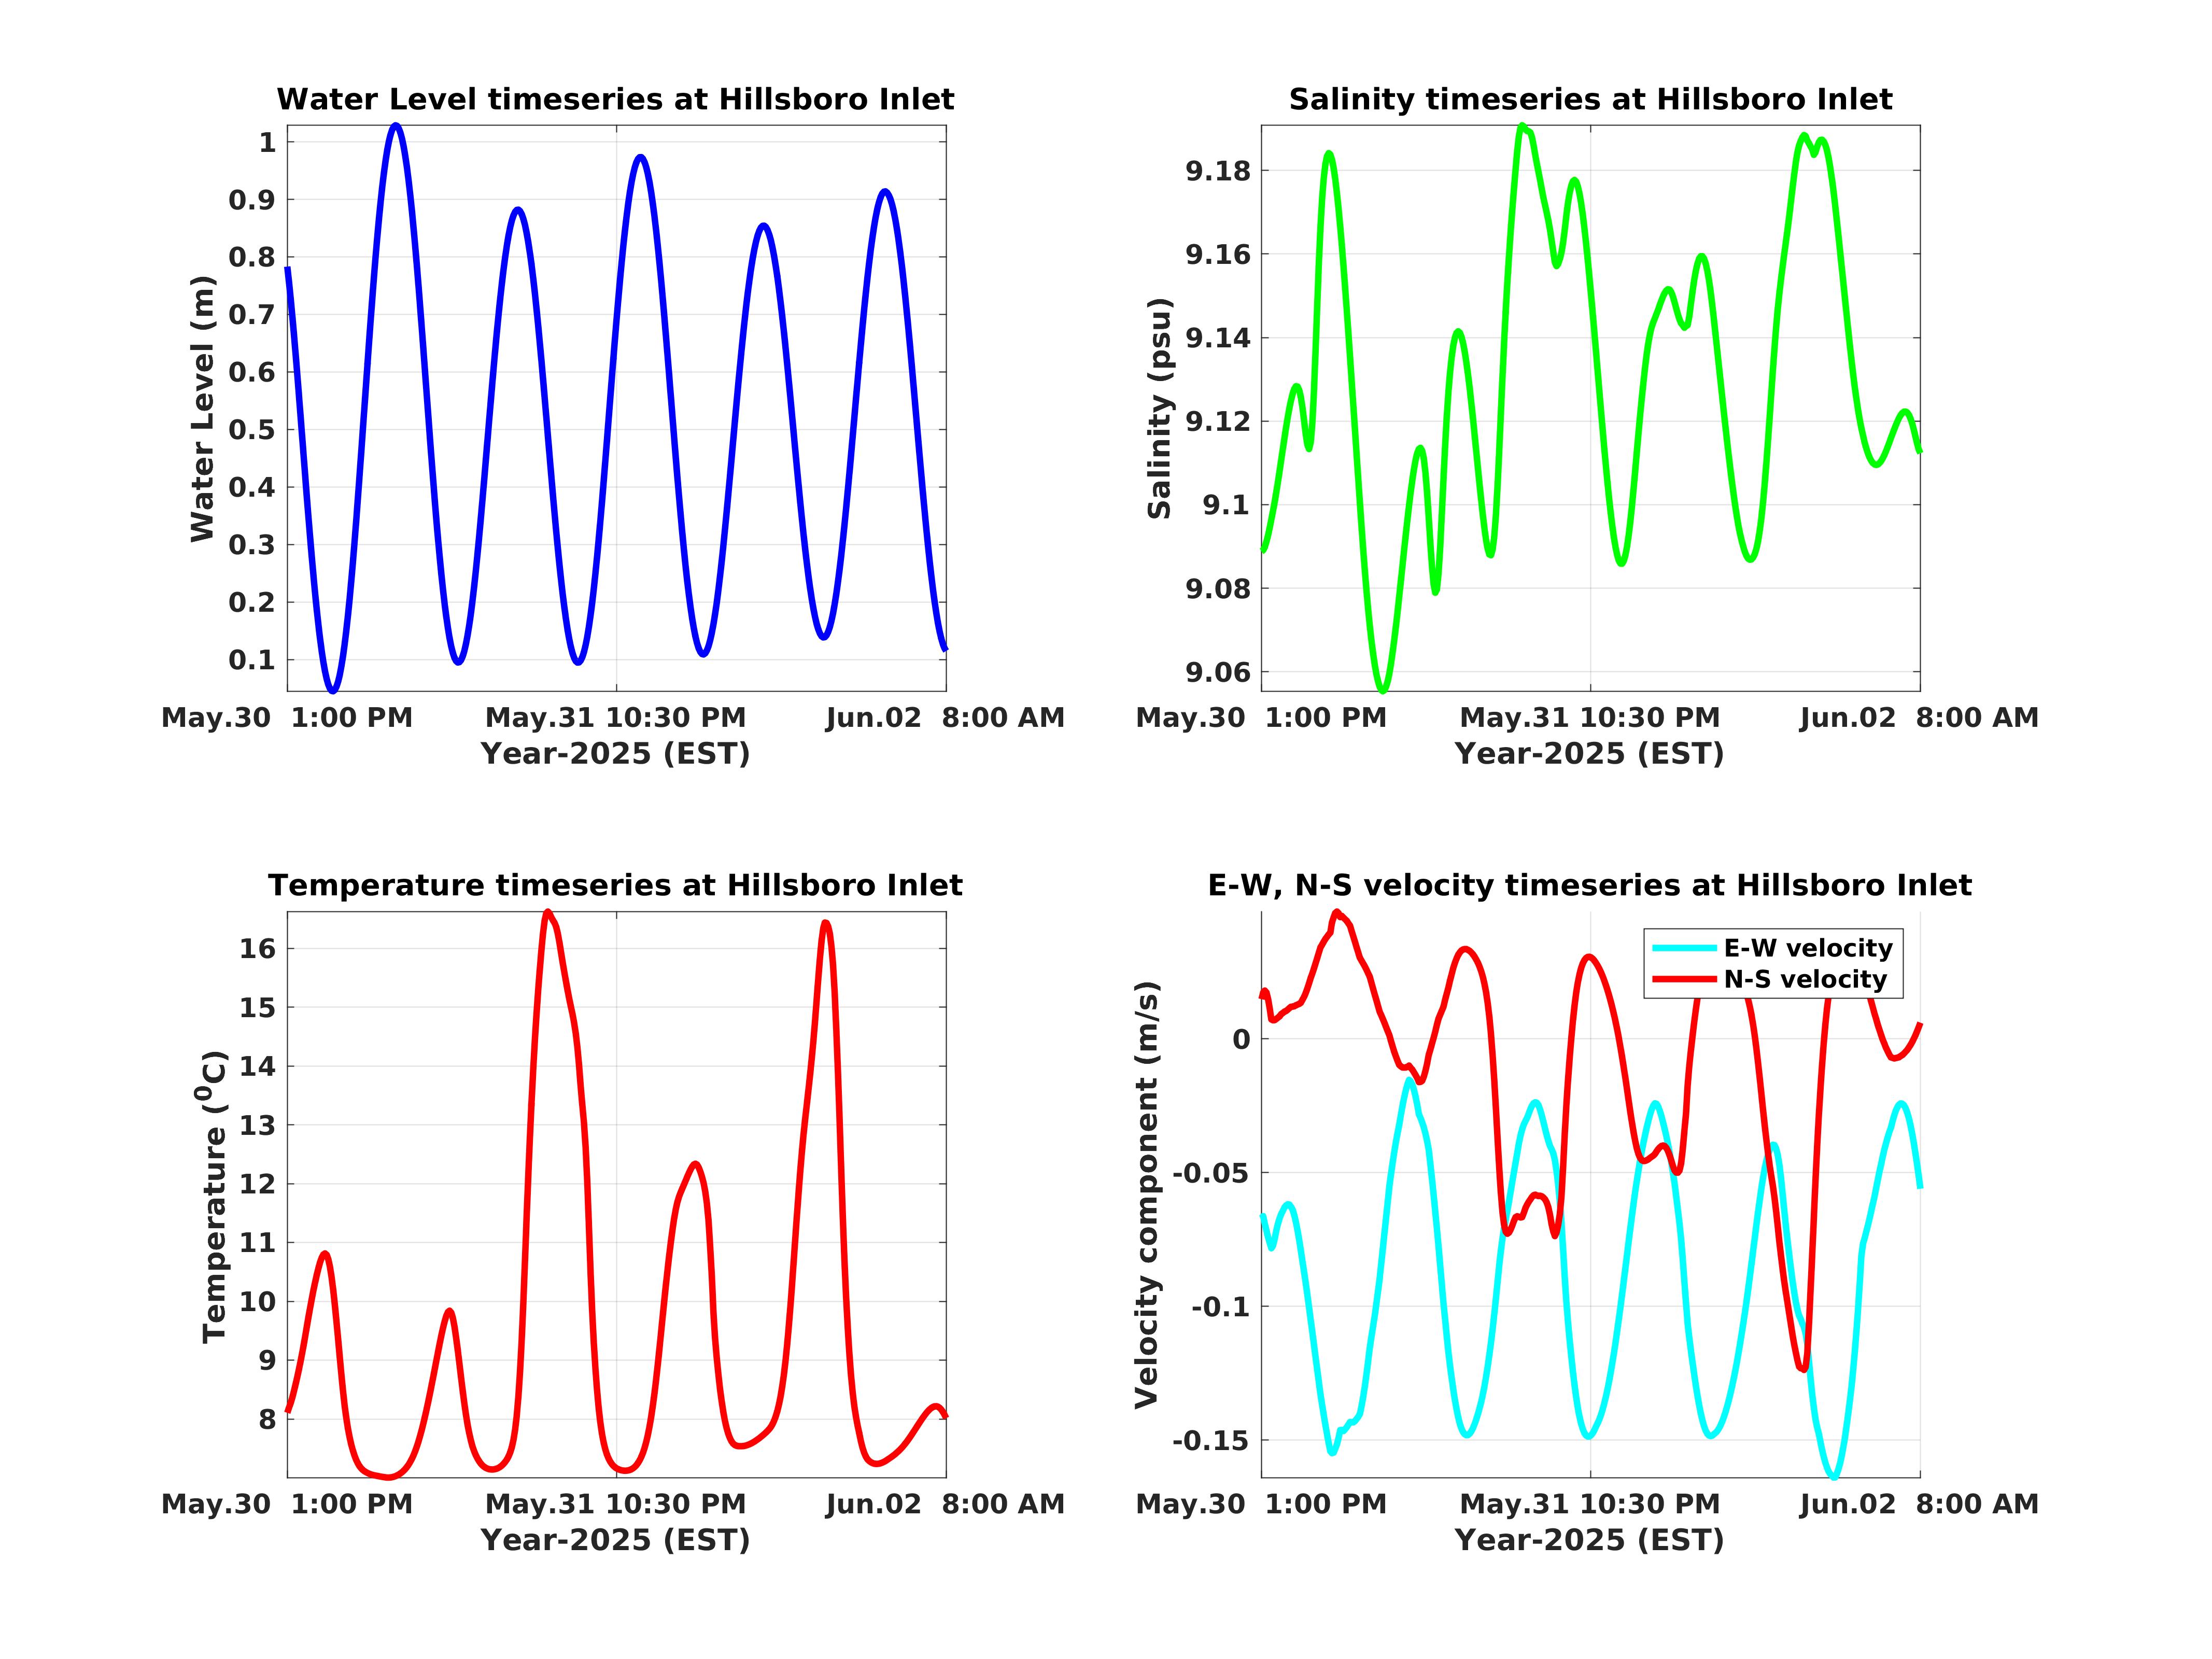 Water Level timeseries at Hillsboro Inlet
Water Level (m)
1
0.9
0.8
0.7
0.6
0.5
0.4
0.3
0.2
0.1
May.30 1:00 PM
May.31 10:30 PM
Jun.02 8:00 AM
Year-2025 (EST)
Salinity timeseries at Hillsboro Inlet
Salinity (psu)
9.18
9.16
9.14
9.12
9.1
9.08
9.06
May.30 1:00 PM
May.31 10:30 PM
Jun.02 8:00 AM
Year-2025 (EST)
Temperature timeseries at Hillsboro Inlet
Temperature (⁰C)
16
15
14
13
12
11
10
9
8
May.30 1:00 PM
May.31 10:30 PM
Jun.02 8:00 AM
Year-2025 (EST)
E-W, N-S velocity timeseries at Hillsboro Inlet
Velocity component (m/s)
E-W velocity
N-S velocity
0
-0.05
-0.1
-0.15
May.30 1:00 PM
May.31 10:30 PM
Jun.02 8:00 AM
Year-2025 (EST)